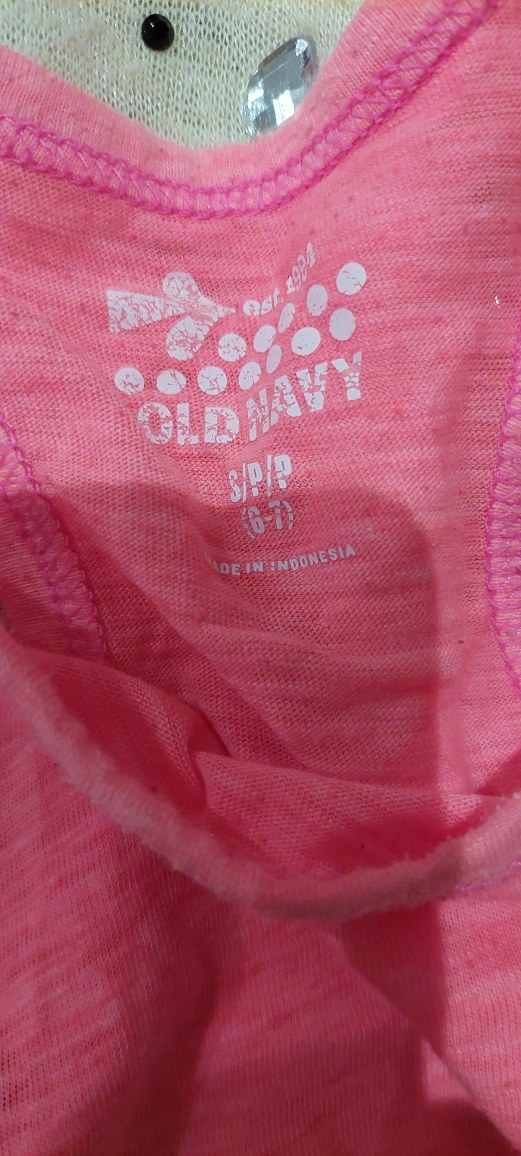 est. 1994
OLD NAVY
S/P/P
(6-7)
MADE IN INDONESIA